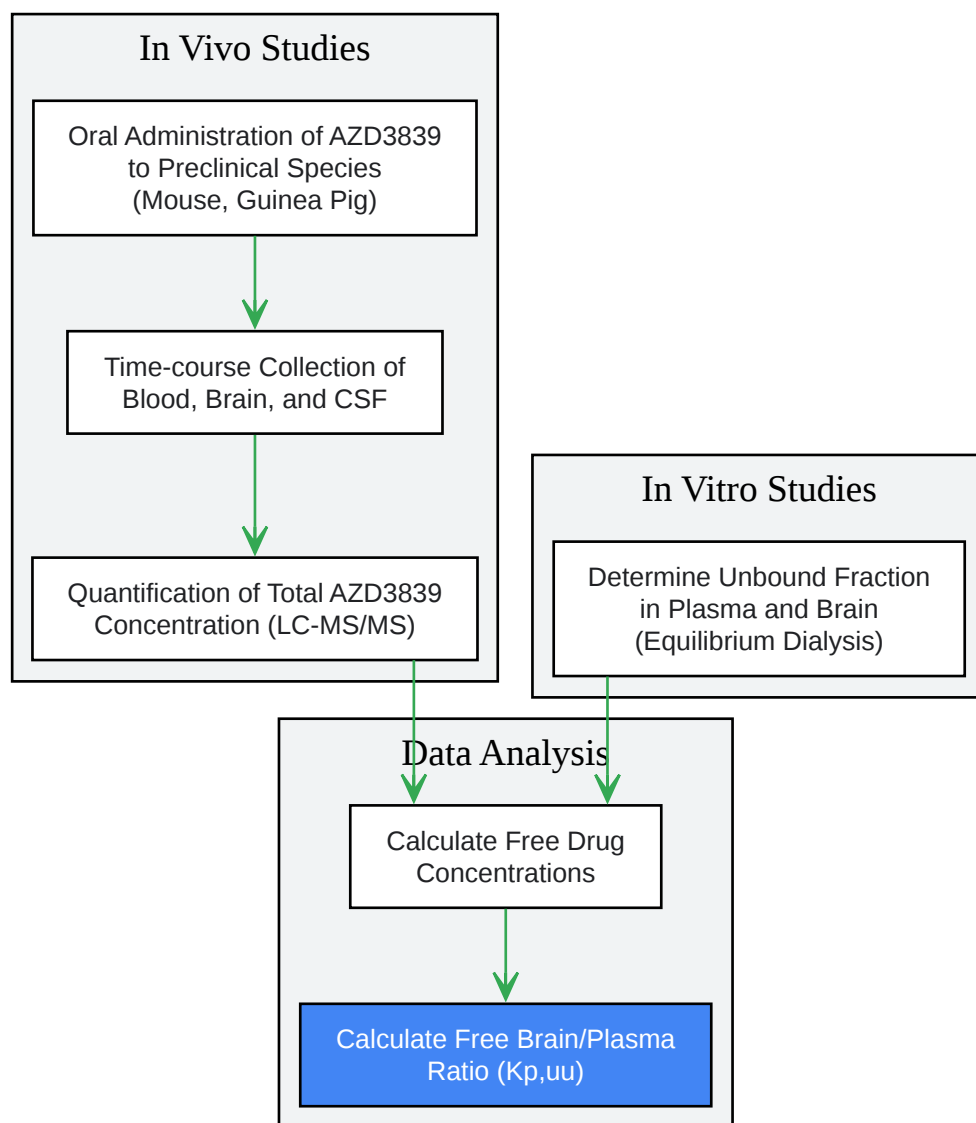 In Vivo Studies
Oral Administration of AZD3839
to Preclinical Species
(Mouse, Guinea Pig)
Time-course Collection of
Blood, Brain, and CSF
Quantification of Total AZD3839
Concentration (LC-MS/MS)
In Vitro Studies
Determine Unbound Fraction
in Plasma and Brain
(Equilibrium Dialysis)
Data Analysis
Calculate Free Drug
Concentrations
Calculate Free Brain/Plasma
Ratio (Kp,uu)